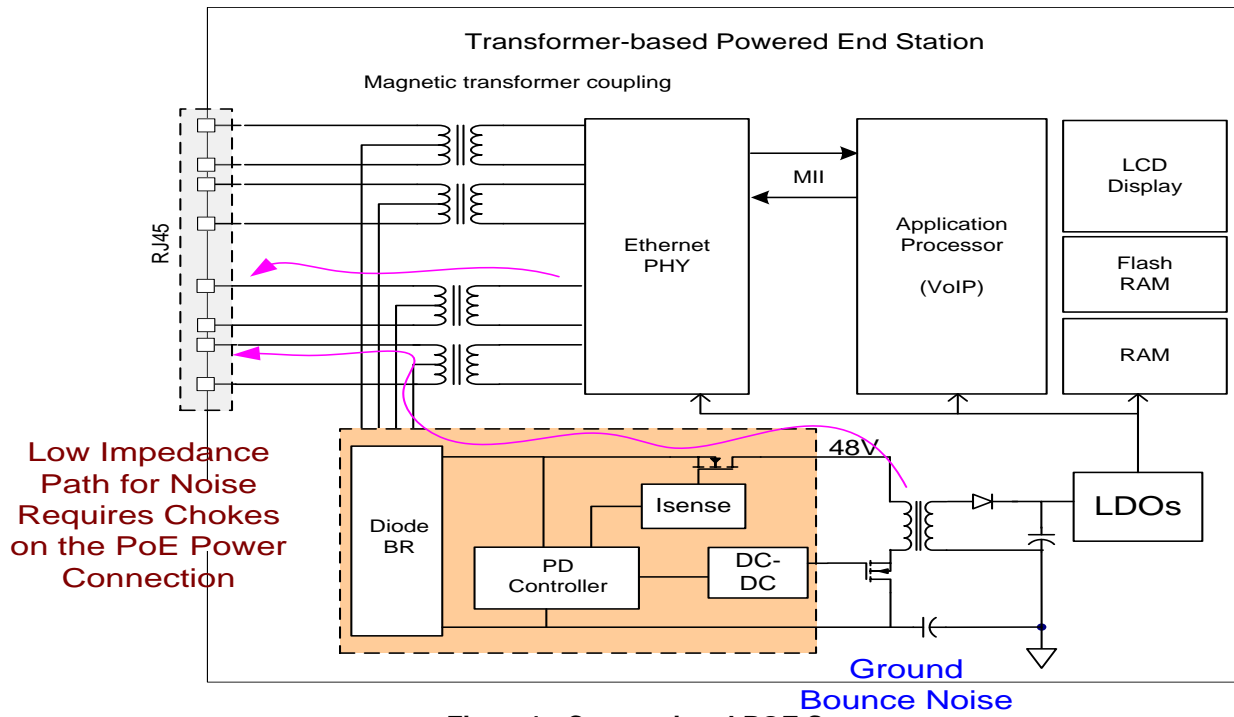 Transformer-based Powered End Station
Magnetic transformer coupling
RJ45
Ethernet
PHY
MII
Application
Processor
(VoIP)
LCD
Display
Flash
RAM
RAM
Low Impedance
Path for Noise
Requires Chokes
on the PoE Power
Connection
48V
Isense
Diode
BR
PD
Controller
DC-
DC
LDOs
Ground
Bounce Noise